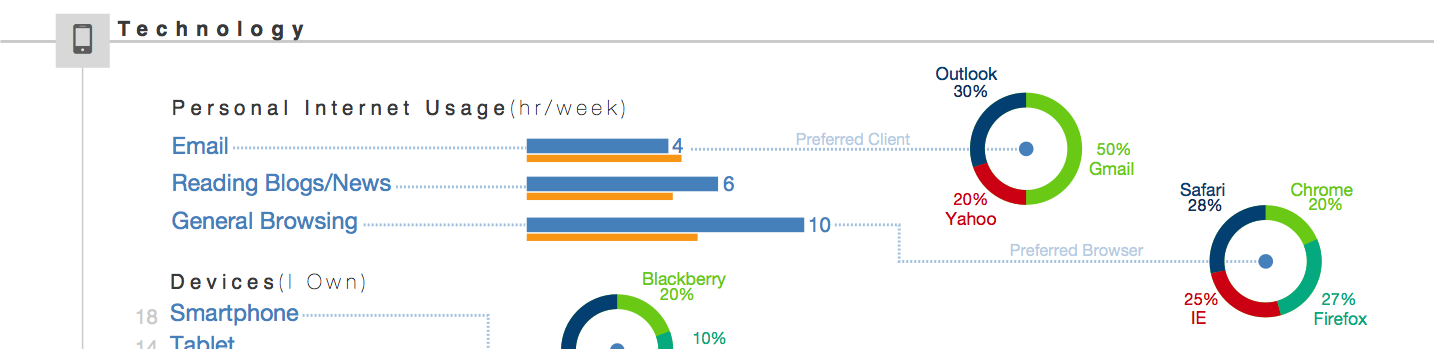 Technology
Personal Internet Usage(hr/week)
Email
4
Preferred Client
Outlook
30%
50%
Gmail
20%
Yahoo
Reading Blogs/News
6
General Browsing
10
Preferred Browser
Safari
28%
Chrome
20%
25%
IE
27%
Firefox
Devices(I Own)
18 Smartphone
14 Tablet
Blackberry
20%
10%